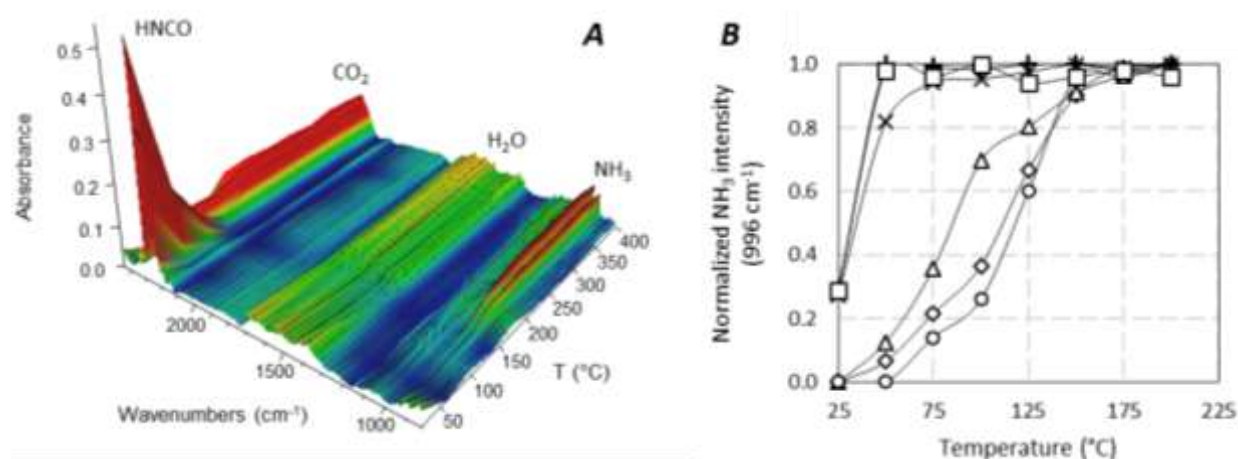 HNCO
A
CO2
H2O
NH3
Absorbance
0.5
0.4
0.3
0.2
0.1
0.0
2000
1500
1000
Wavenumbers (cm-1)
50
100
150
200
250
300
350
400
T (°C)
B
Normalized NH3 intensity
(996 cm-1)
1.0
0.8
0.6
0.4
0.2
0.0
25
75
125
175
225
Temperature (°C)